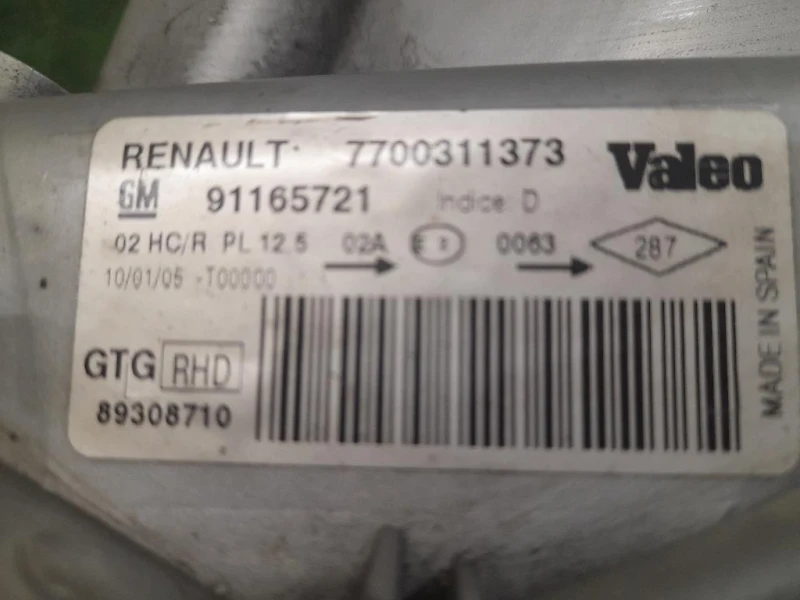 RENAULT 7700311373 Valeo
GM 91165721 Indice D
02 HC/R PL 12.5 02A E 0063 287
10/01/05 -T00000
GTG RHD
89308710
MADE IN SPAIN